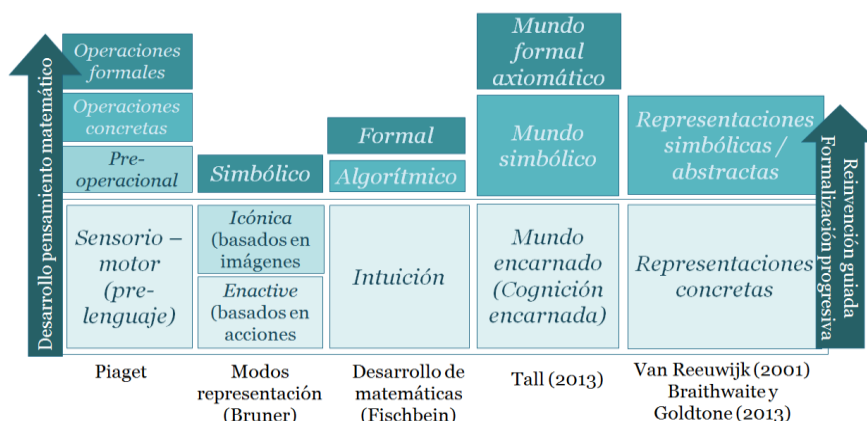 Desarrollo pensamiento matemático
Operaciones
formales
Operaciones
concretas
Pre-
operacional
Sensorio –
motor
(pre-
lenguaje)
Piaget
Simbólico
Icónica
(basados en
imágenes
Enactive
(basados en
acciones
Modos
representación
(Bruner)
Formal
Algorítmico
Intuición
Desarrollo de
matemáticas
(Fischbein)
Mundo
formal
axiomático
Mundo
simbólico
Mundo
encarnado
(Cognición
encarnada)
Tall (2013)
Representaciones
simbólicas /
abstractas
Representaciones
concretas
Van Reeuwijk (2001)
Braithwaite y
Goldtone (2013)
Reinvención guiada
Formalización progresiva